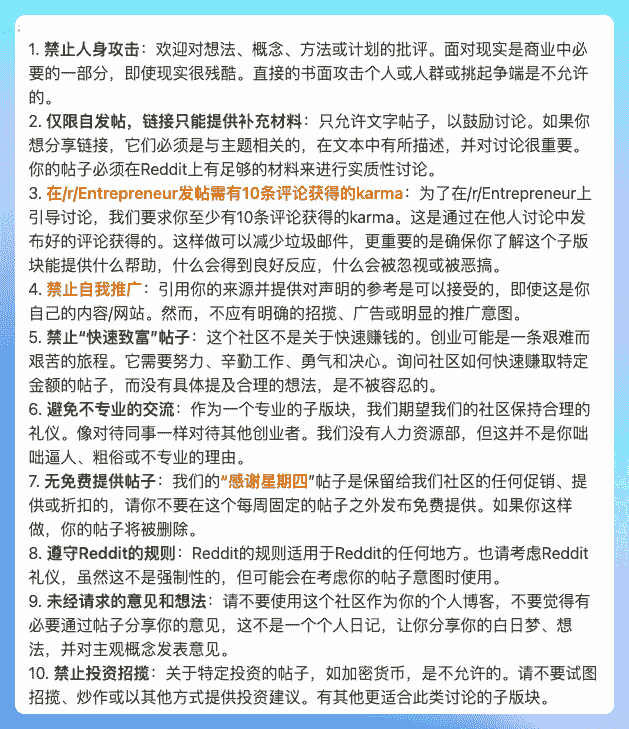 1. 禁止人身攻击：欢迎对想法、概念、方法或计划的批评。面对现实是商业中必
要的一部分，即使现实很残酷。直接的书面攻击个人或人群或挑起争端是不允许
的。
2. 仅限自发帖，链接只能提供补充材料：只允许文字帖子，以鼓励讨论。如果你
想分享链接，它们必须是与主题相关的，在文本中有所描述，并对讨论很重要。
你的帖子必须在Reddit上有足够的材料来进行实质性讨论。
3. 在/r/Entrepreneur发帖需有10条评论获得的karma：为了在/r/Entrepreneur上
引导讨论，我们要求你至少有10条评论获得的karma。这是通过在他人讨论中发
布好的评论获得的。这样做可以减少垃圾邮件，更重要的是确保你了解这个子版
块能提供什么帮助，什么会得到良好反应，什么会被忽视或被恶搞。
4. 禁止自我推广：引用你的来源并提供对声明的参考是可以接受的，即使这是你
自己的内容/网站。然而，不应有明确的招揽、广告或明显的推广意图。
5. 禁止“快速致富”帖子：这个社区不是关于快速赚钱的。创业可能是一条艰难而
艰苦的旅程。它需要努力、辛勤工作、勇气和决心。询问社区如何快速赚取特定
金额的帖子，而没有具体提及合理的想法，是不被容忍的。
6. 避免不专业的交流：作为一个专业的子版块，我们期望我们的社区保持合理的
礼仪。像对待同事一样对待其他创业者。我们没有人力资源部，但这并不是你咄
咄逼人、粗俗或不专业的理由。
7. 无免费提供帖子：我们的“感谢星期四”帖子是保留给我们社区的任何促销、提
供或折扣的，请你不要在这个每周固定的帖子之外发布免费提供。如果你这样
做，你的帖子将被删除。
8. 遵守Reddit的规则：Reddit的规则适用于Reddit的任何地方。也请考虑Reddit
礼仪，虽然这不是强制性的，但可能会在考虑你的帖子意图时使用。
9. 未经请求的意见和想法：请不要使用这个社区作为你的个人博客，不要觉得有
必要通过帖子分享你的意见，这不是一个个人日记，让你分享你的白日梦、想
法，并对主观概念发表意见。
10. 禁止投资招揽：关于特定投资的帖子，如加密货币，是不允许的。请不要试图
招揽、炒作或以其他方式提供投资建议。有其他更适合此类讨论的子版块。